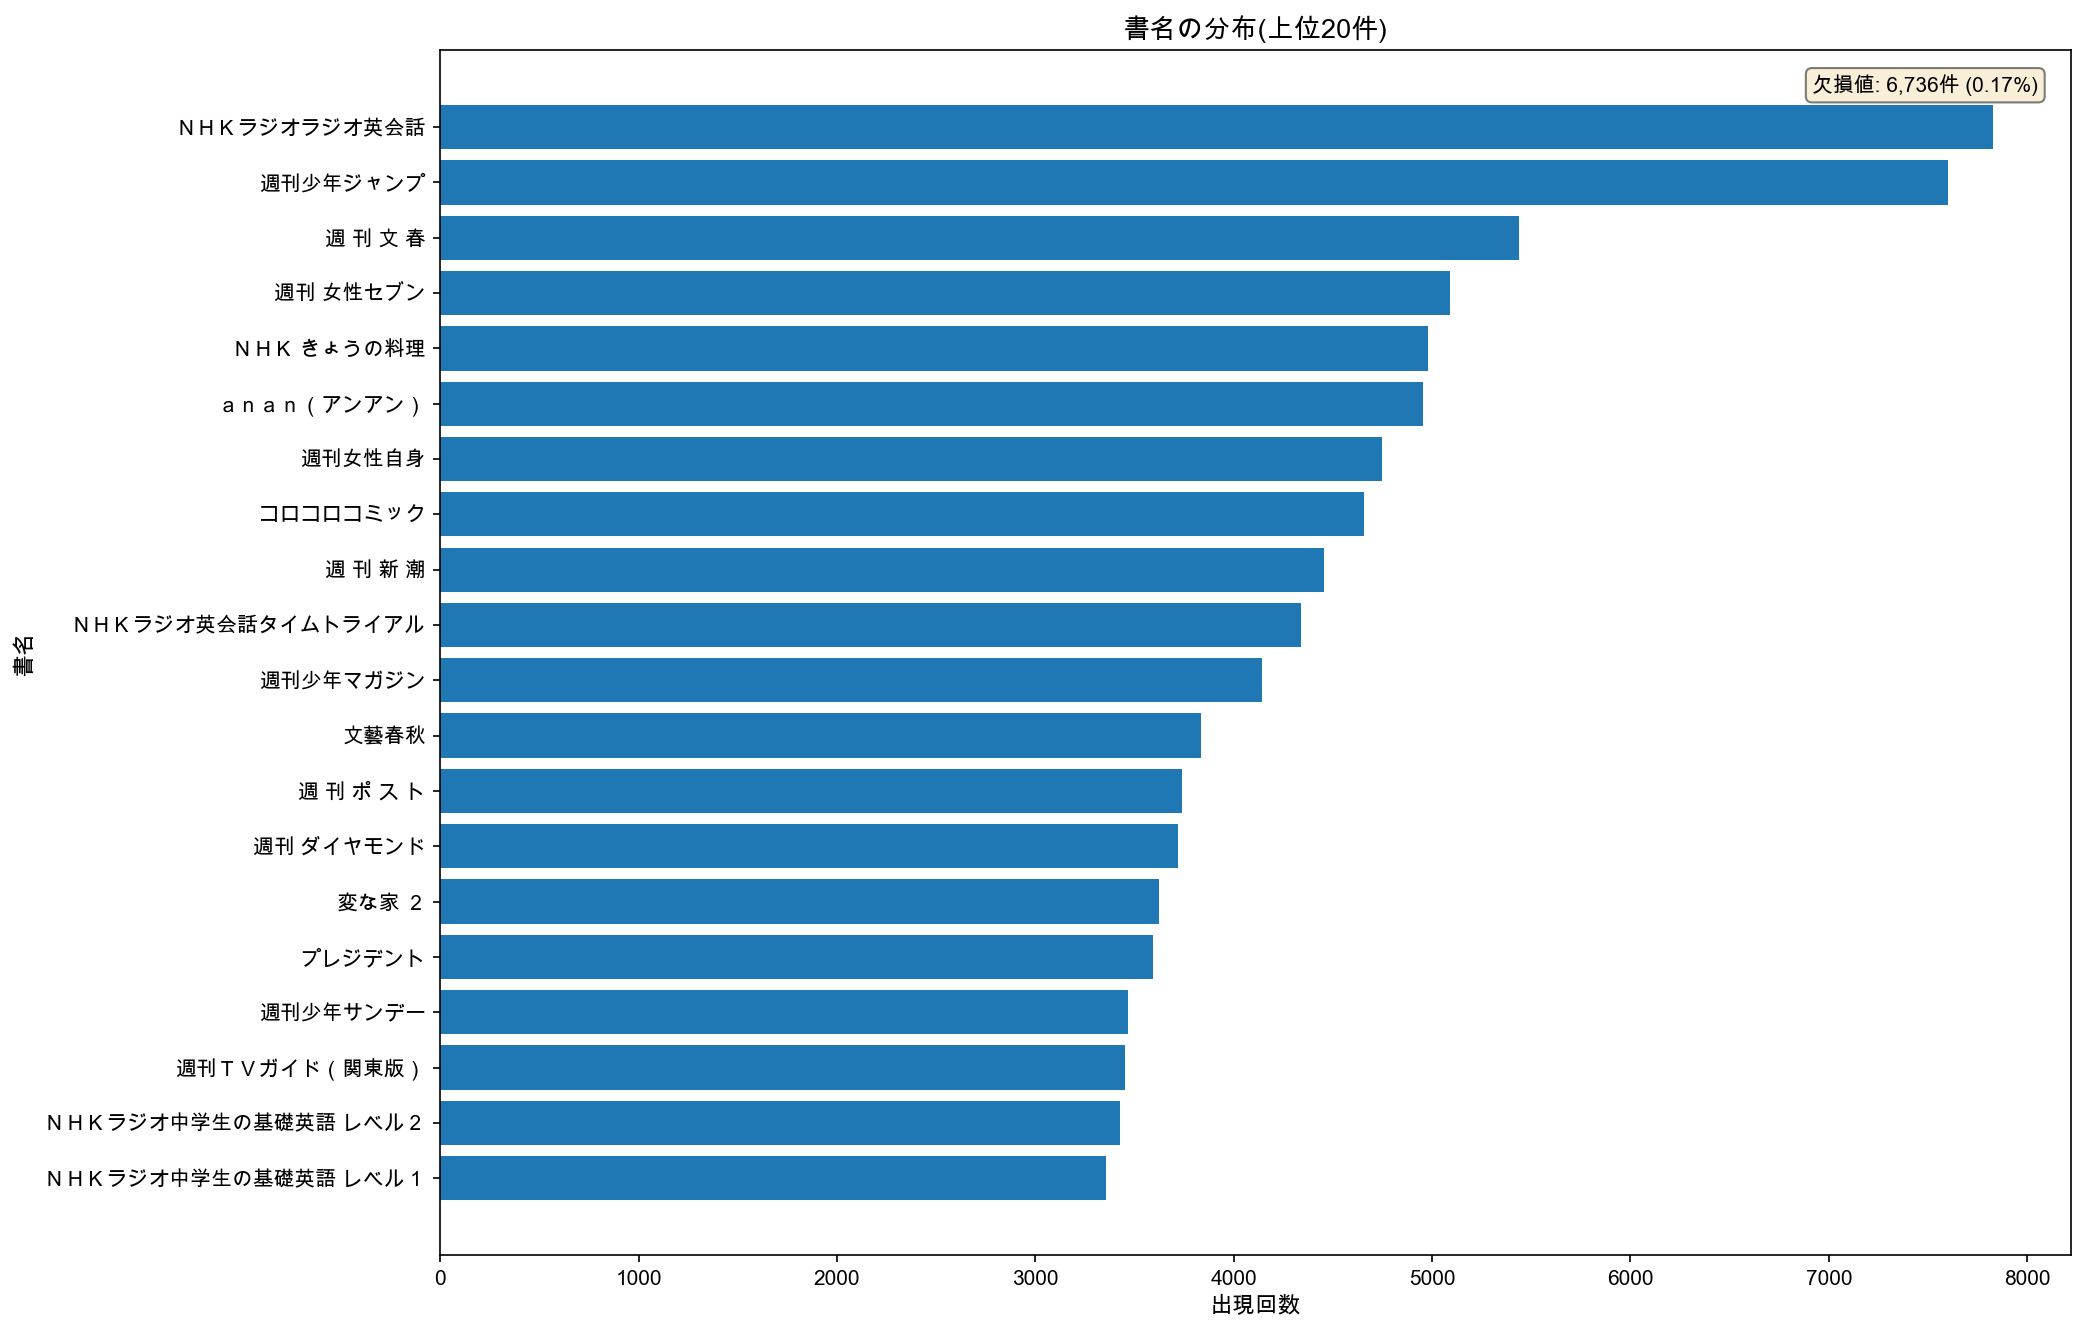 書名の分布(上位20件)
欠損値: 6,736件 (0.17%)
書名
ＮＨＫラジオラジオ英会話
週刊少年ジャンプ
週 刊 文 春
週刊 女性セブン
ＮＨＫ きょうの料理
ａｎａｎ（アンアン）
週刊女性自身
コロコロコミック
週 刊 新 潮
ＮＨＫラジオ英会話タイムトライアル
週刊少年マガジン
文藝春秋
週 刊 ポ ス ト
週刊 ダイヤモンド
変な家 ２
プレジデント
週刊少年サンデー
週刊ＴＶガイド（関東版）
ＮＨＫラジオ中学生の基礎英語 レベル２
ＮＨＫラジオ中学生の基礎英語 レベル１
0 1000 2000 3000 4000 5000 6000 7000 8000
出現回数